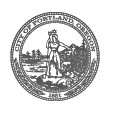 CITY OF PORTLAND, OREGON
1851